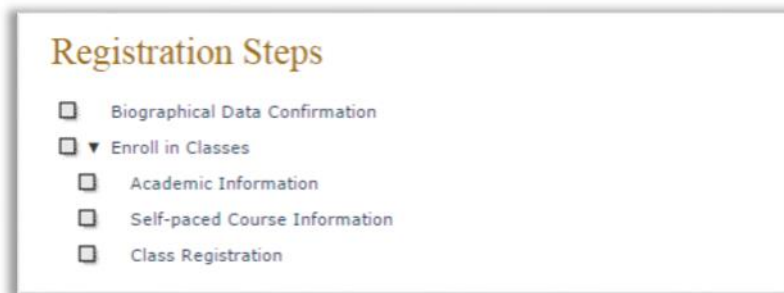 Registration Steps
Biographical Data Confirmation
Enroll in Classes
Academic Information
Self-paced Course Information
Class Registration